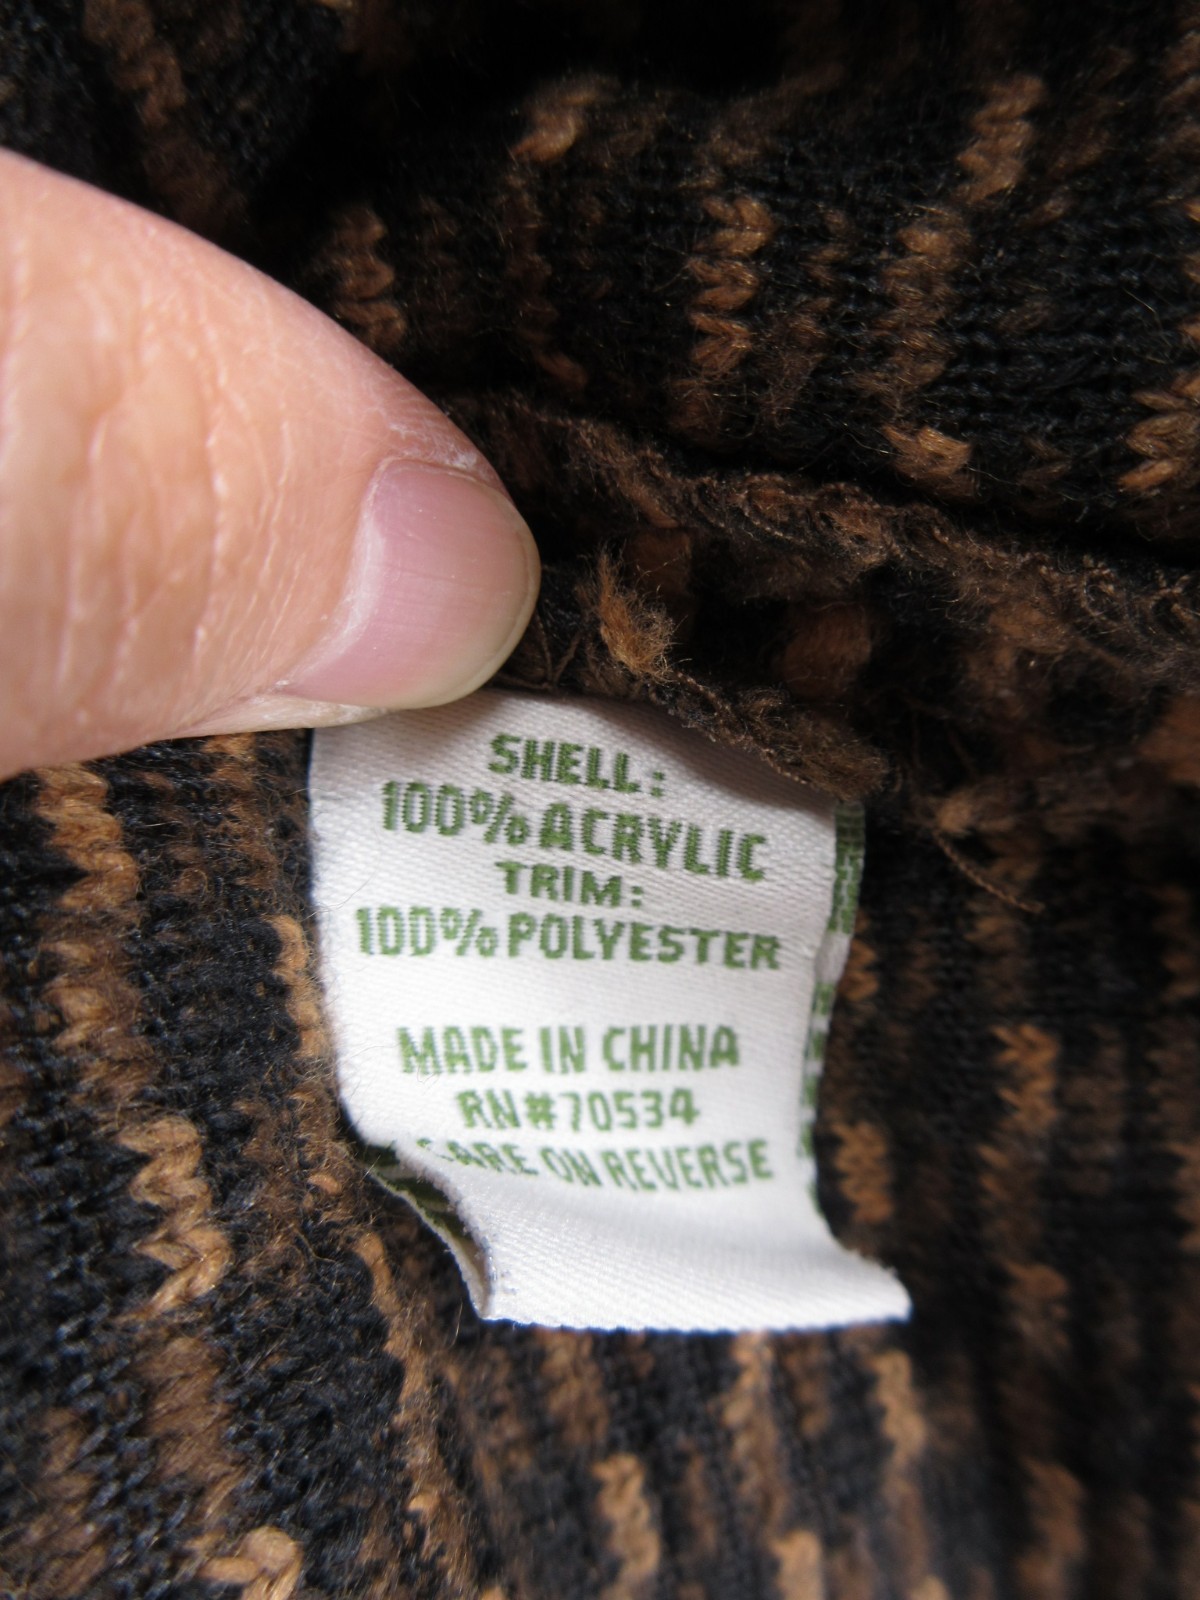 SHELL:
100% ACRYLIC
TRIM:
100% POLYESTER
MADE IN CHINA
RN#70534
CARE ON REVERSE